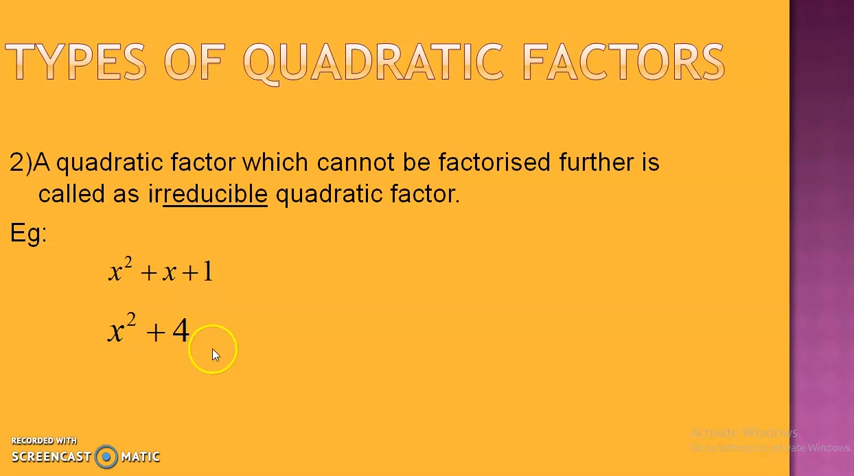 TYPES OF QUADRATIC FACTORS
2)A quadratic factor which cannot be factorised further is
called as irreducible quadratic factor.
Eg:
x² + x + 1
x² + 4
RECORDED WITH
SCREENCAST MATIC
Activate Windows
Windows.